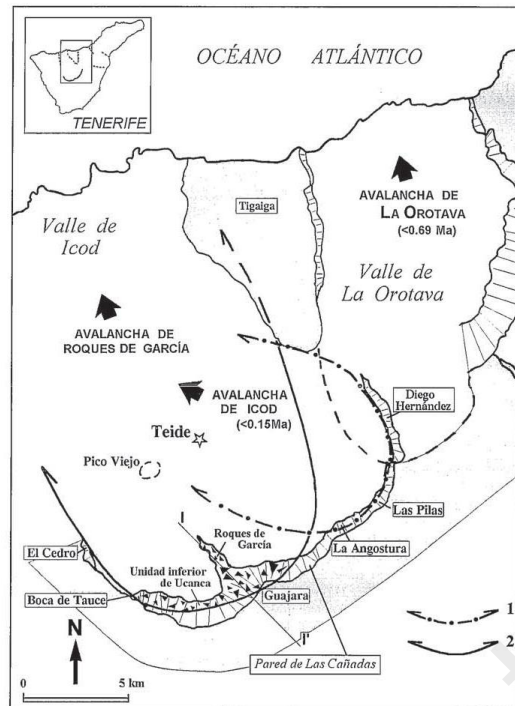 TENERIFE
OCÉANO ATLÁNTICO
Tigaiga
AVALANCHA DE
LA OROTAVA
(<0.69 Ma)
Valle de
Icod
Valle de
La Orotava
AVALANCHA DE
ROQUES DE GARCÍA
AVALANCHA
DE ICOD
(<0.15Ma)
Diego
Hernández
Teide
Pico Viejo
Las Pilas
La Angostura
I
Roques de
García
El Cedro
Unidad inferior
de Ucanca
Boca de Tauce
Guajara
I'
1
2
N
Pared de Las Cañadas
0 5 km